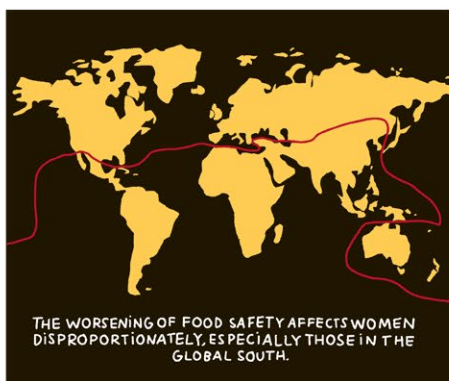 THE WORSENING OF FOOD SAFETY AFFECTS WOMEN
DISPROPORTIONATELY, ESPECIALLY THOSE IN THE
GLOBAL SOUTH.